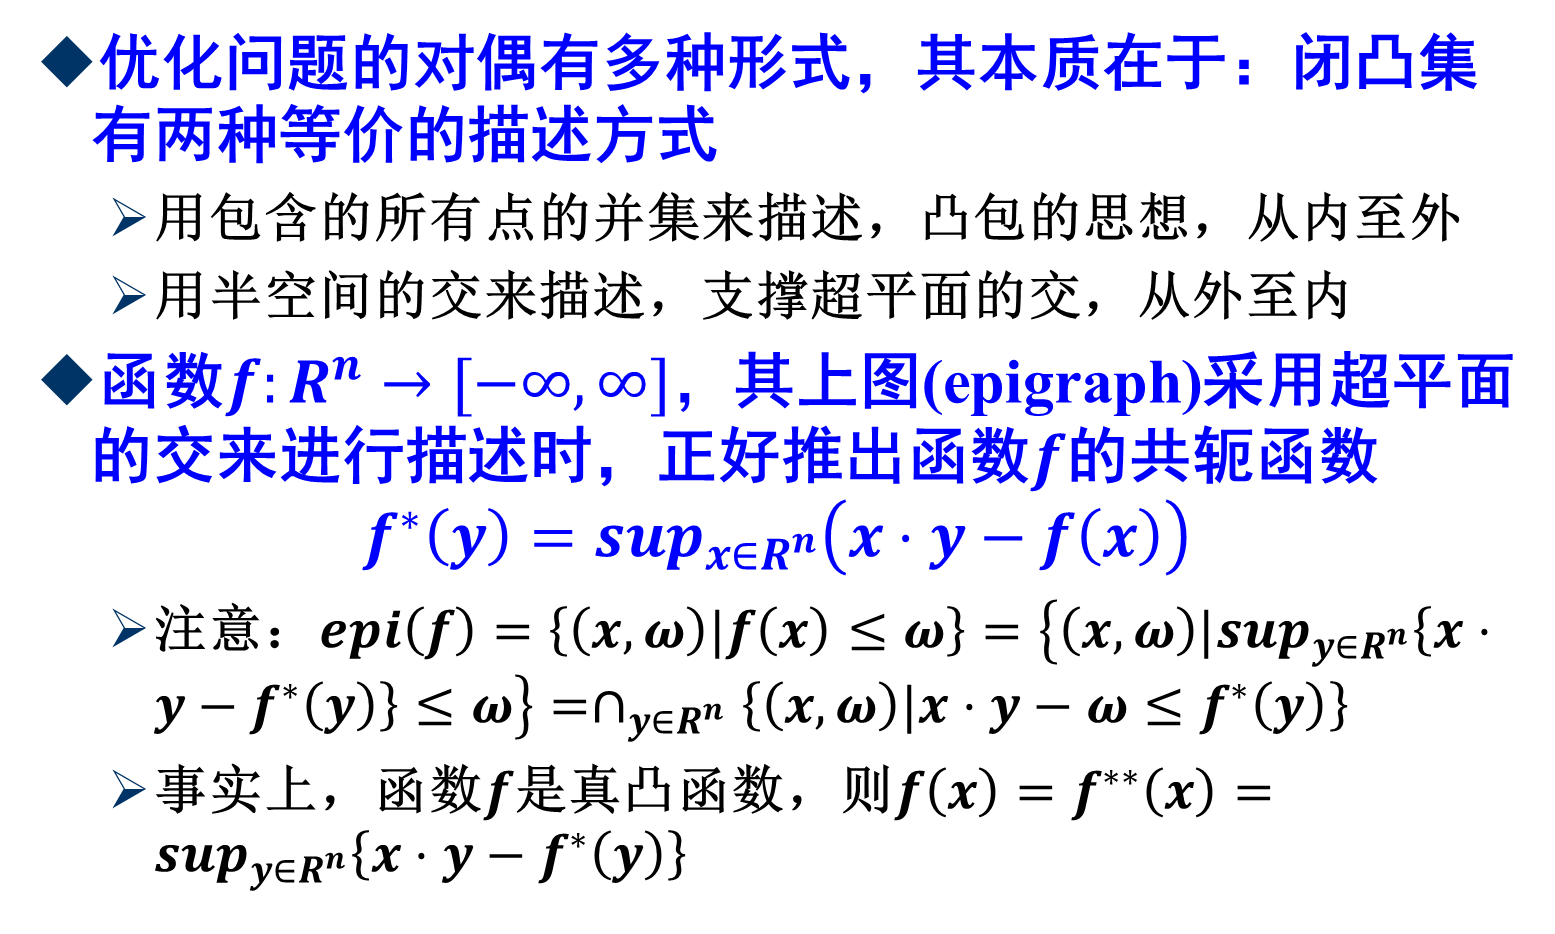 ◆优化问题的对偶有多种形式，其本质在于：闭凸集
有两种等价的描述方式
➢用包含的所有点的并集来描述，凸包的思想，从内至外
➢用半空间的交来描述，支撑超平面的交，从外至内
◆函数f: Rⁿ → [−∞, ∞]，其上图(epigraph)采用超平面
的交来进行描述时，正好推出函数f的共轭函数
f*(y) = sup_{x∈Rⁿ}(x · y − f(x))
➢注意：epi(f) = {(x, ω)|f(x) ≤ ω} = {(x, ω)|sup_{y∈Rⁿ}{x ·
y − f*(y)} ≤ ω} =∩_{y∈Rⁿ} {(x, ω)|x · y − ω ≤ f*(y)}
➢事实上，函数f是真凸函数，则f(x) = f**(x) =
sup_{y∈Rⁿ}{x · y − f*(y)}